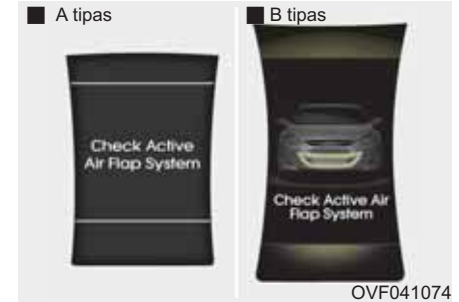 ■ A tipas
■ B tipas
Check Active
Air Flap System
Check Active Air
Flap System
OVF041074